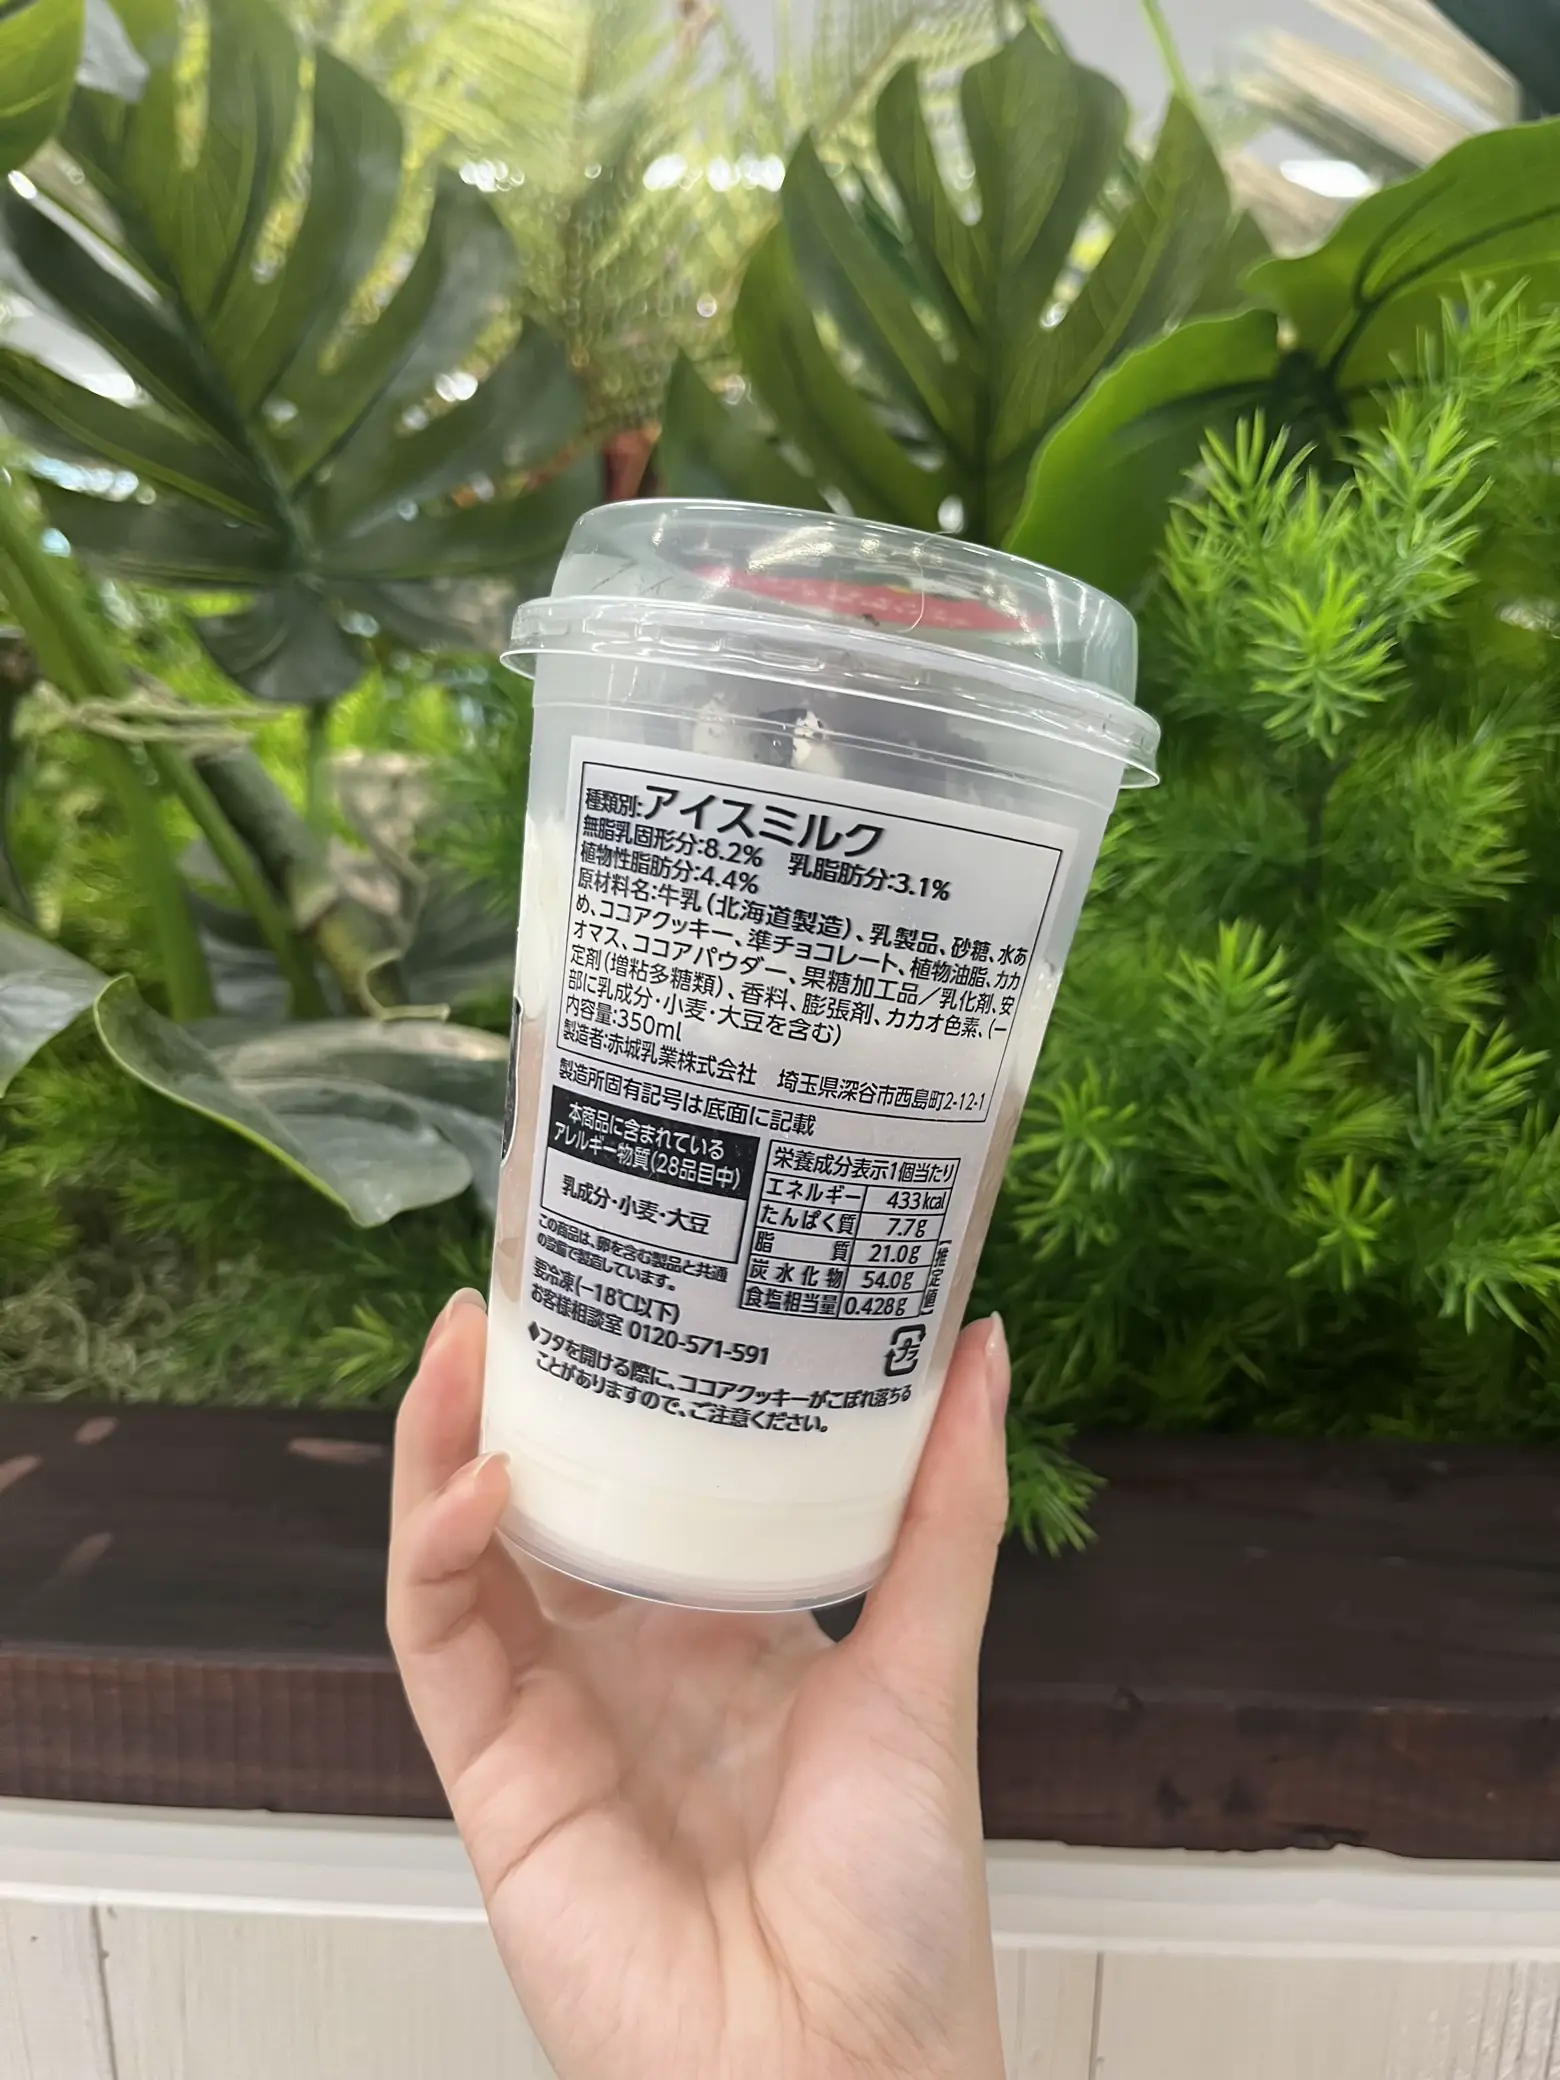 種類別:アイスミルク
無脂乳固形分:8.2% 乳脂肪分:3.1%
植物性脂肪分:4.4%
原材料名:牛乳(北海道製造)、乳製品、砂糖、水あ
め、ココアクッキー、準チョコレート、植物油脂、カカ
オマス、ココアパウダー、果糖加工品/乳化剤、安
定剤(増粘多糖類)、香料、膨張剤、カカオ色素、(一
部に乳成分・小麦・大豆を含む)
内容量:350ml
製造者:赤城乳業株式会社 埼玉県深谷市西島町2-12-1
製造所固有記号は底面に記載
本商品に含まれている
アレルギー物質(28品目中)
乳成分・小麦・大豆
この商品は、卵を含む製品と共通
の設備で製造しています。
要冷凍(−18℃以下)
お客様相談室 0120-571-591
栄養成分表示1個当たり
エネルギー 433kcal
たんぱく質 7.7g
脂質 21.0g
炭水化物 54.0g
食塩相当量 0.428g
[推定値]
プラ
◆フタを開ける際に、ココアクッキーがこぼれ落ちる
ことがありますので、ご注意ください。